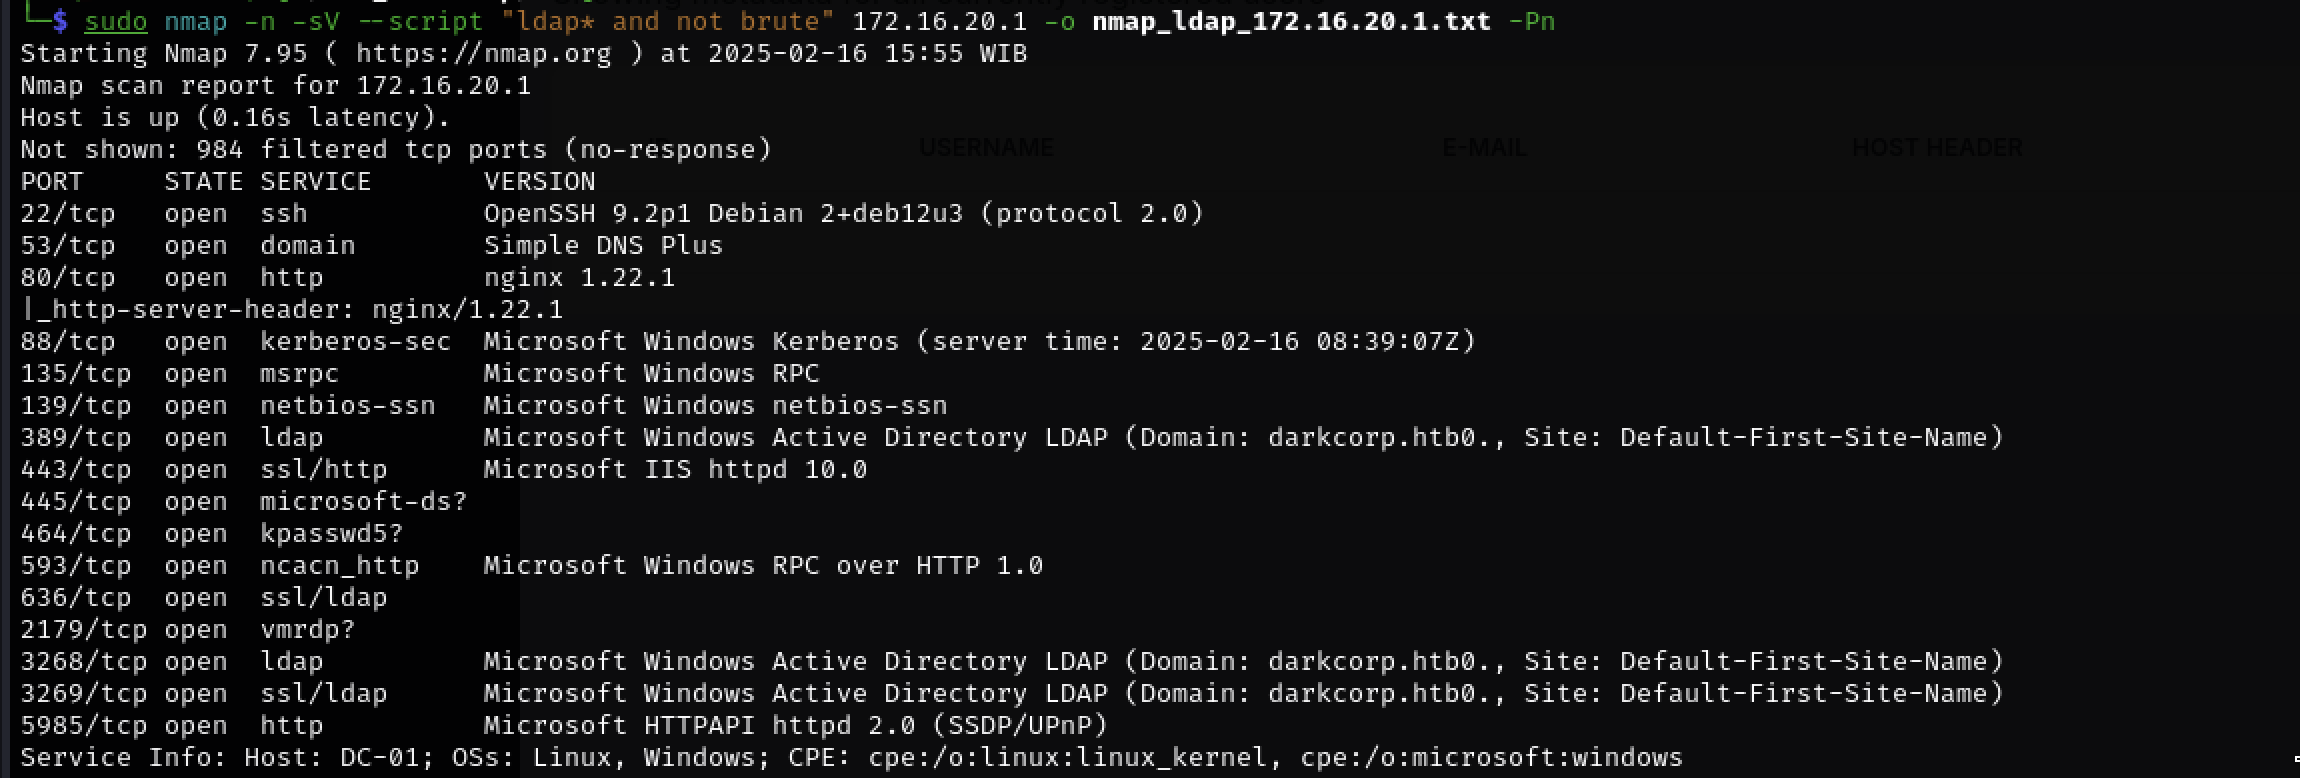 └─$ sudo nmap -n -sV --script "ldap* and not brute" 172.16.20.1 -o nmap_ldap_172.16.20.1.txt -Pn
Starting Nmap 7.95 ( https://nmap.org ) at 2025-02-16 15:55 WIB
Nmap scan report for 172.16.20.1
Host is up (0.16s latency).
Not shown: 984 filtered tcp ports (no-response)
USERNAME E-MAIL HOST HEADER
PORT     STATE SERVICE       VERSION
22/tcp   open  ssh           OpenSSH 9.2p1 Debian 2+deb12u3 (protocol 2.0)
53/tcp   open  domain        Simple DNS Plus
80/tcp   open  http          nginx 1.22.1
|_http-server-header: nginx/1.22.1
88/tcp   open  kerberos-sec  Microsoft Windows Kerberos (server time: 2025-02-16 08:39:07Z)
135/tcp  open  msrpc         Microsoft Windows RPC
139/tcp  open  netbios-ssn   Microsoft Windows netbios-ssn
389/tcp  open  ldap          Microsoft Windows Active Directory LDAP (Domain: darkcorp.htb0., Site: Default-First-Site-Name)
443/tcp  open  ssl/http      Microsoft IIS httpd 10.0
445/tcp  open  microsoft-ds?
464/tcp  open  kpasswd5?
593/tcp  open  ncacn_http    Microsoft Windows RPC over HTTP 1.0
636/tcp  open  ssl/ldap
2179/tcp open  vmrdp?
3268/tcp open  ldap          Microsoft Windows Active Directory LDAP (Domain: darkcorp.htb0., Site: Default-First-Site-Name)
3269/tcp open  ssl/ldap      Microsoft Windows Active Directory LDAP (Domain: darkcorp.htb0., Site: Default-First-Site-Name)
5985/tcp open  http          Microsoft HTTPAPI httpd 2.0 (SSDP/UPnP)
Service Info: Host: DC-01; OSs: Linux, Windows; CPE: cpe:/o:linux:linux_kernel, cpe:/o:microsoft:windows